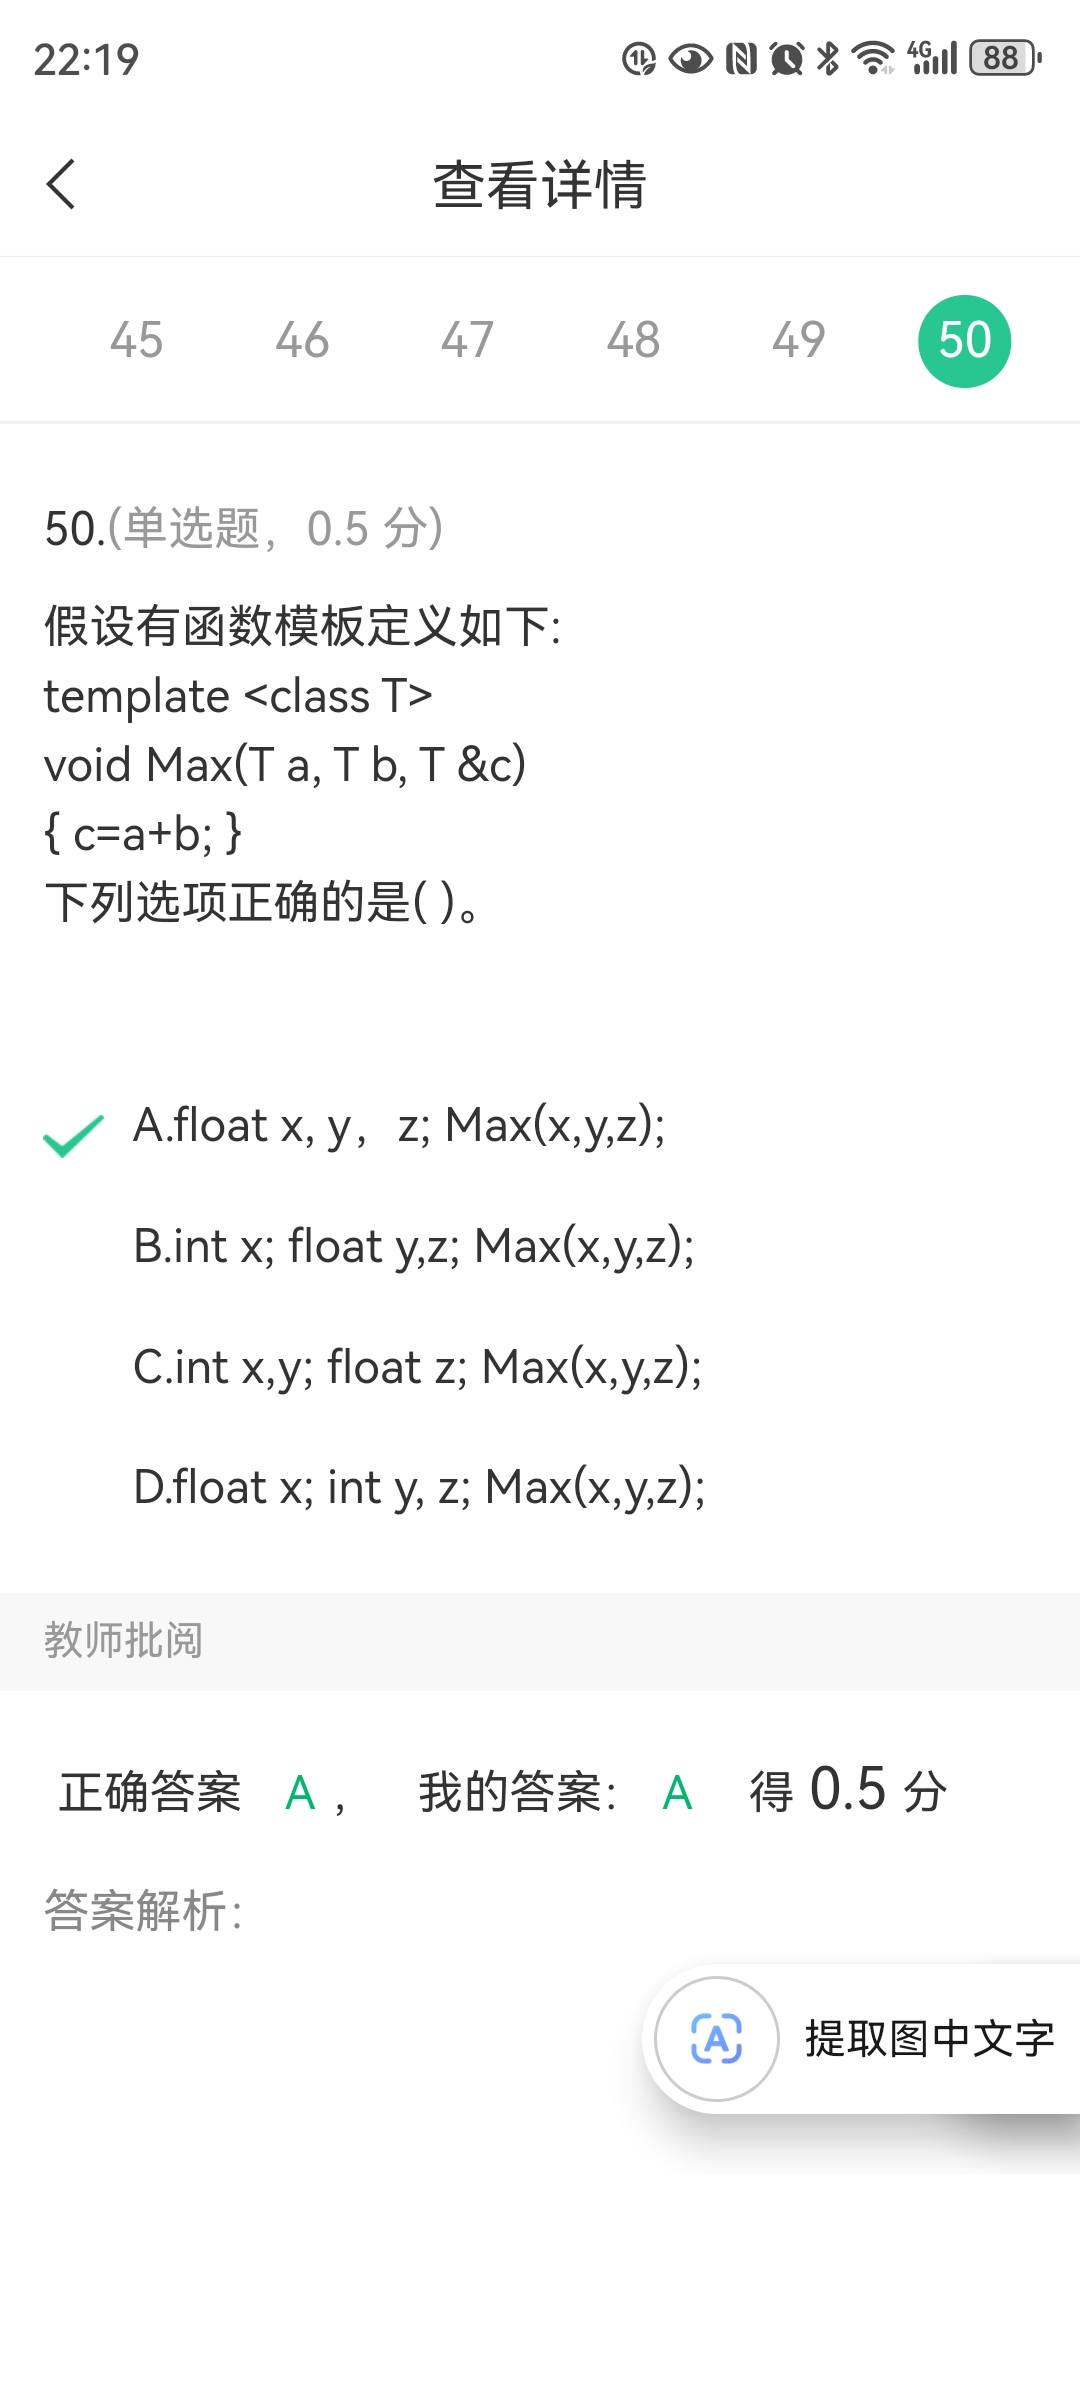 22:19
4G
88
查看详情
45 46 47 48 49 50
50.(单选题，0.5 分)
假设有函数模板定义如下:
template <class T>
void Max(T a, T b, T &c)
{ c=a+b; }
下列选项正确的是( )。
A.float x, y，z; Max(x,y,z);
B.int x; float y,z; Max(x,y,z);
C.int x,y; float z; Max(x,y,z);
D.float x; int y, z; Max(x,y,z);
教师批阅
正确答案 A ， 我的答案： A 得 0.5 分
答案解析：
A 提取图中文字